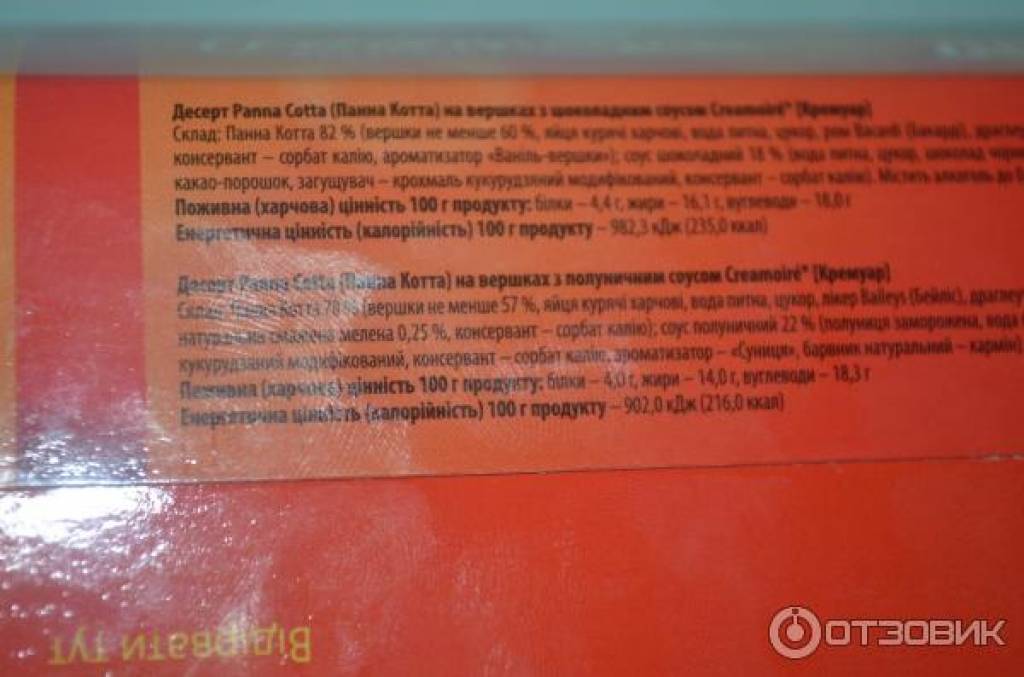 Десерт Panna Cotta (Панна Котта) на вершках з шоколадним соусом Creamoiré* [Кремуар]
Склад: Панна Котта 82 % (вершки не менше 60 %, яйця курячі харчові, вода питна, цукор, ром Bacardi (Бакарді), драглеу
консервант – сорбат калію, ароматизатор «Ваніль-вершки»); соус шоколадний 18 % (вода питна, цукор, шоколад чорн
какао-порошок, загущувач – крохмаль кукурудзяний модифікований, консервант – сорбат калію). Містить алкоголь до 0
Поживна (харчова) цінність 100 г продукту: білки – 4,4 г, жири – 16,1 г, вуглеводи – 18,0 г
Енергетична цінність (калорійність) 100 г продукту – 982,3 кДж (235,0 ккал)
Десерт Panna Cotta (Панна Котта) на вершках з полуничним соусом Creamoiré* [Кремуар]
Склад: Панна Котта 78 % (вершки не менше 57 %, яйця курячі харчові, вода питна, цукор, лікер Baileys (Бейліс), драглеу
натуральна смажена мелена 0,25 %, консервант – сорбат калію); соус полуничний 22 % (полуниця заморожена, вода
кукурудзяний модифікований, консервант – сорбат калію, ароматизатор – «Суниця», барвник натуральний – кармін).
Поживна (харчова) цінність 100 г продукту: білки – 4,0 г, жири – 14,0 г, вуглеводи – 18,3 г
Енергетична цінність (калорійність) 100 г продукту – 902,0 кДж (216,0 ккал)
Відірвати тут
ОТЗОВИК